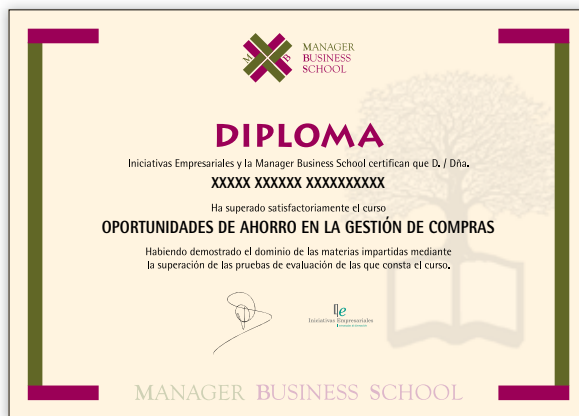 M B
MANAGER
BUSINESS
SCHOOL
DIPLOMA
Iniciativas Empresariales y la Manager Business School certifican que D. / Dña.
XXXXX XXXXXX XXXXXXXXXX
Ha superado satisfactoriamente el curso
OPORTUNIDADES DE AHORRO EN LA GESTIÓN DE COMPRAS
Habiendo demostrado el dominio de las materias impartidas mediante
la superación de las pruebas de evaluación de las que consta el curso.
Ie
Iniciativas Empresariales
MANAGER BUSINESS SCHOOL